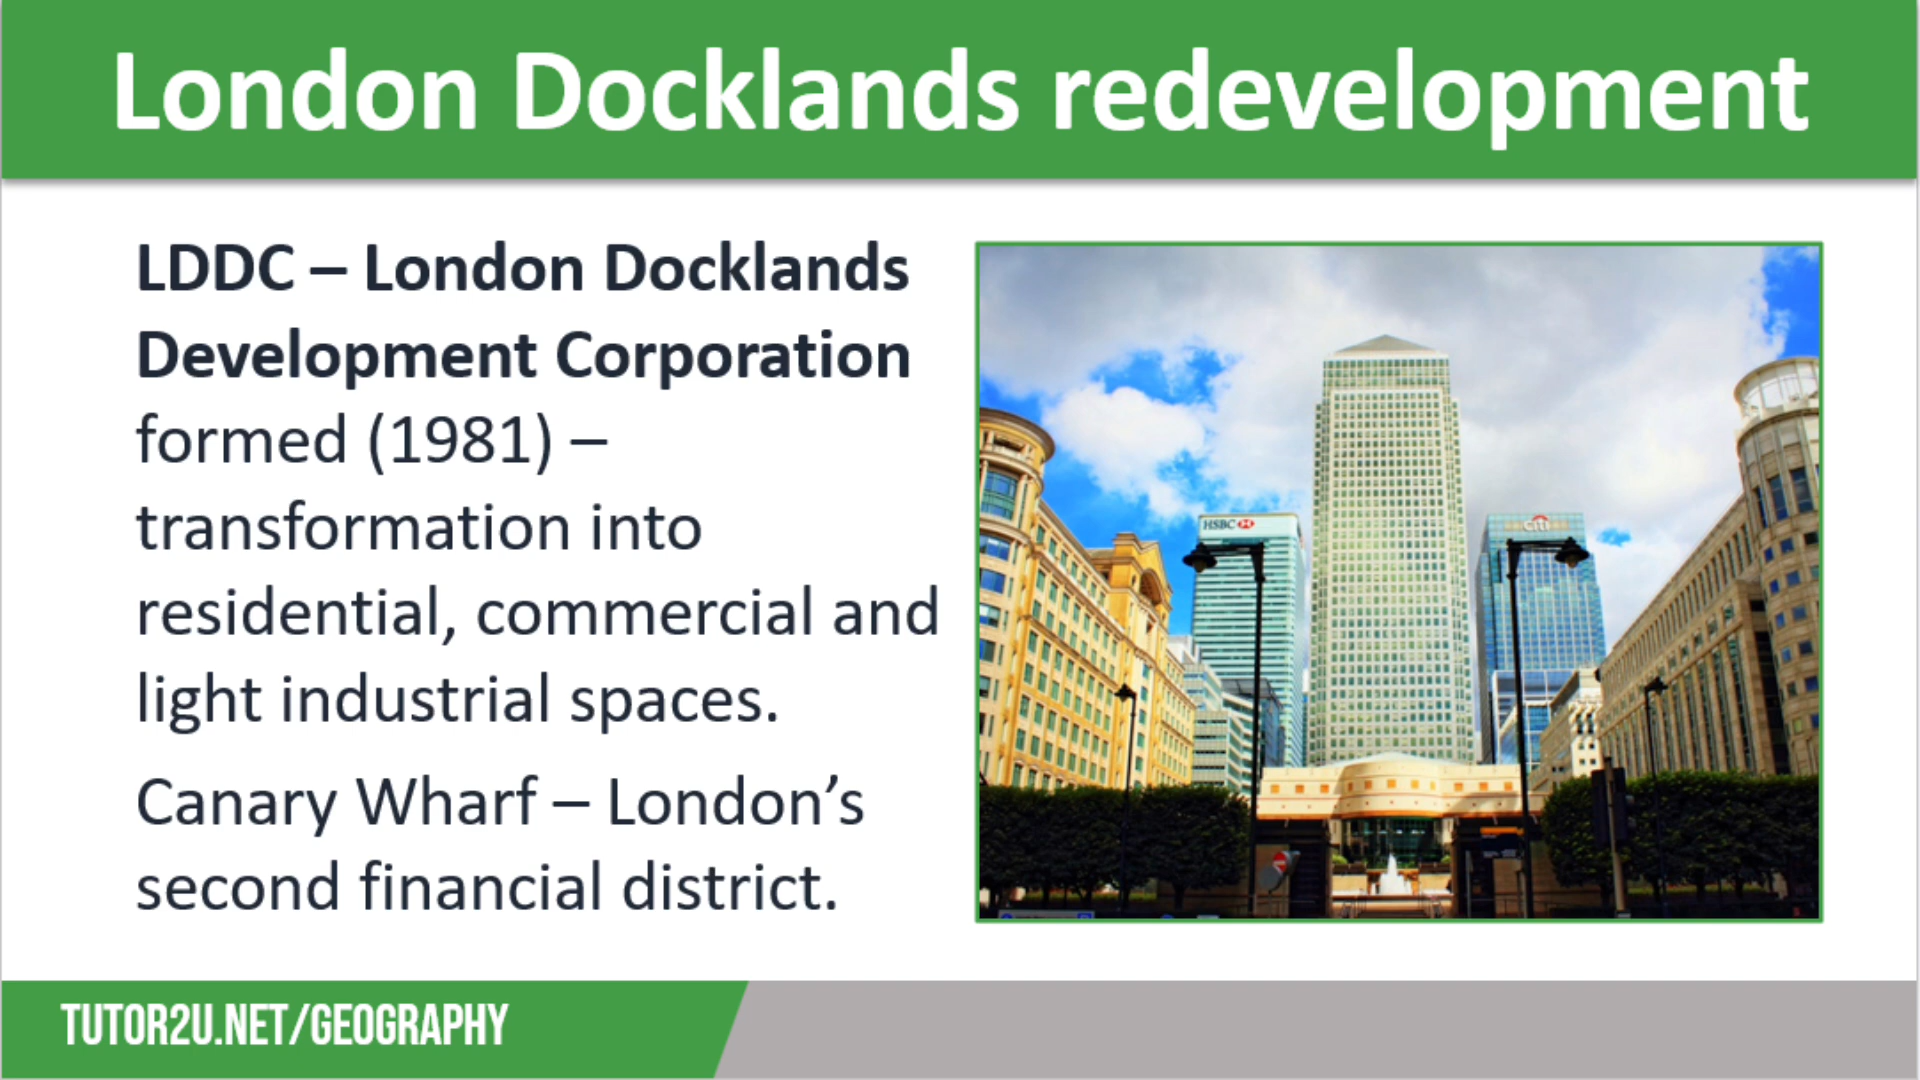 London Docklands redevelopment
LDDC – London Docklands
Development Corporation
formed (1981) –
transformation into
residential, commercial and
light industrial spaces.
Canary Wharf – London’s
second financial district.
HSBC
citi
TUTOR2U.NET/GEOGRAPHY